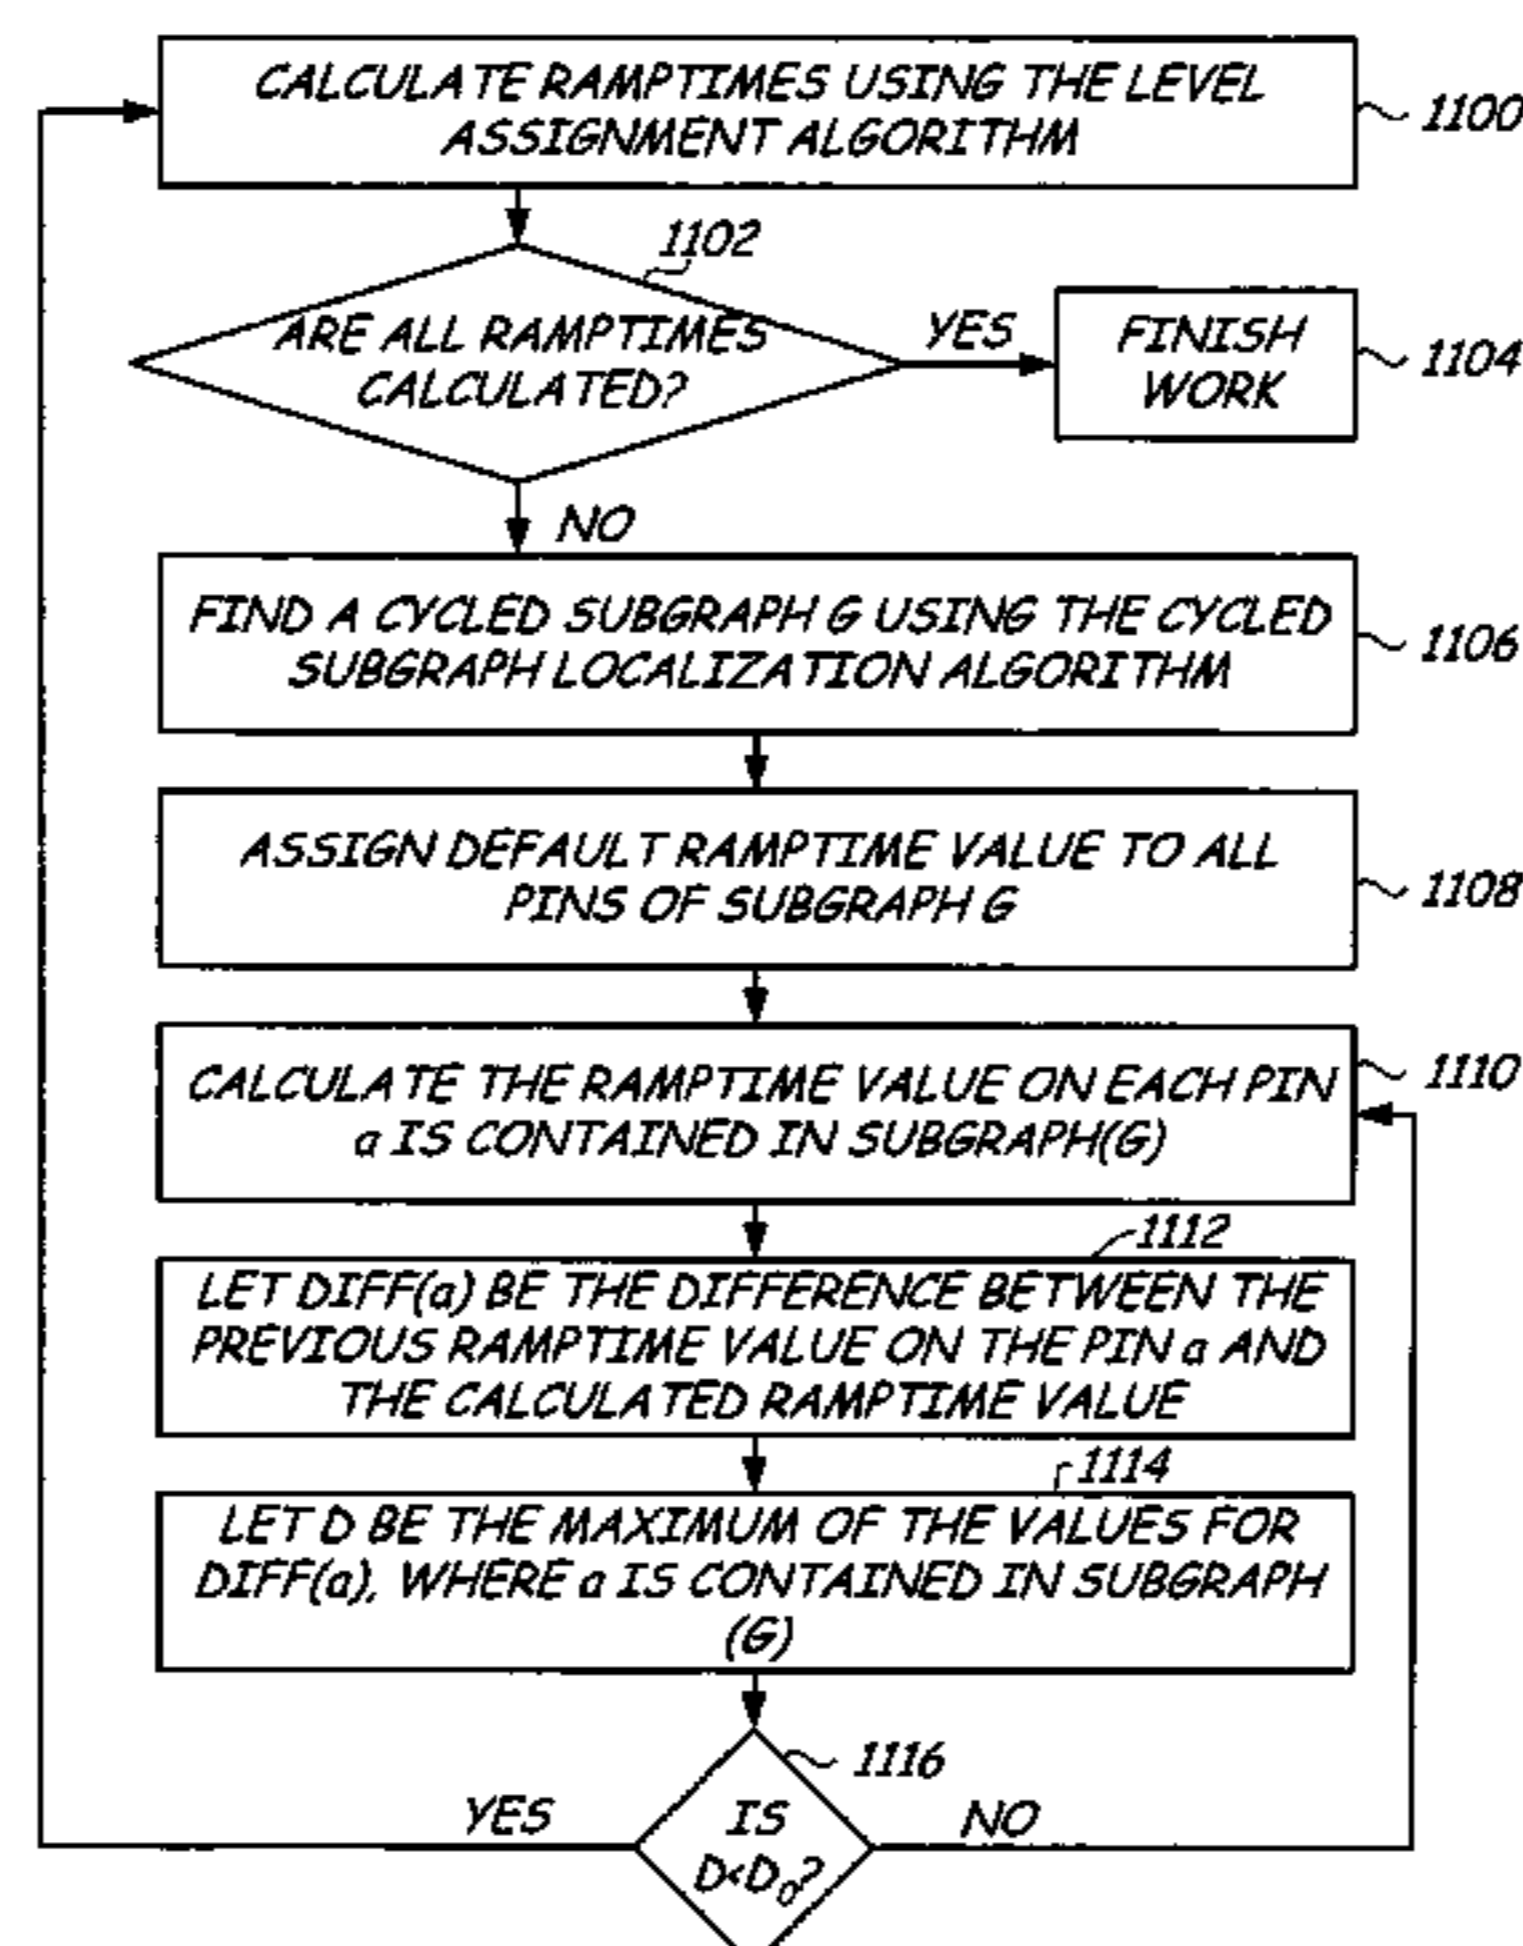 CALCULATE RAMPTIMES USING THE LEVEL
ASSIGNMENT ALGORITHM
1100
1102
ARE ALL RAMPTIMES
CALCULATED?
YES
FINISH
WORK
1104
NO
FIND A CYCLED SUBGRAPH G USING THE CYCLED
SUBGRAPH LOCALIZATION ALGORITHM
1106
ASSIGN DEFAULT RAMPTIME VALUE TO ALL
PINS OF SUBGRAPH G
1108
CALCULATE THE RAMPTIME VALUE ON EACH PIN
a IS CONTAINED IN SUBGRAPH(G)
1110
1112
LET DIFF(a) BE THE DIFFERENCE BETWEEN THE
PREVIOUS RAMPTIME VALUE ON THE PIN a AND
THE CALCULATED RAMPTIME VALUE
1114
LET D BE THE MAXIMUM OF THE VALUES FOR
DIFF(a), WHERE a IS CONTAINED IN SUBGRAPH
(G)
1116
YES
IS
D<D₀?
NO